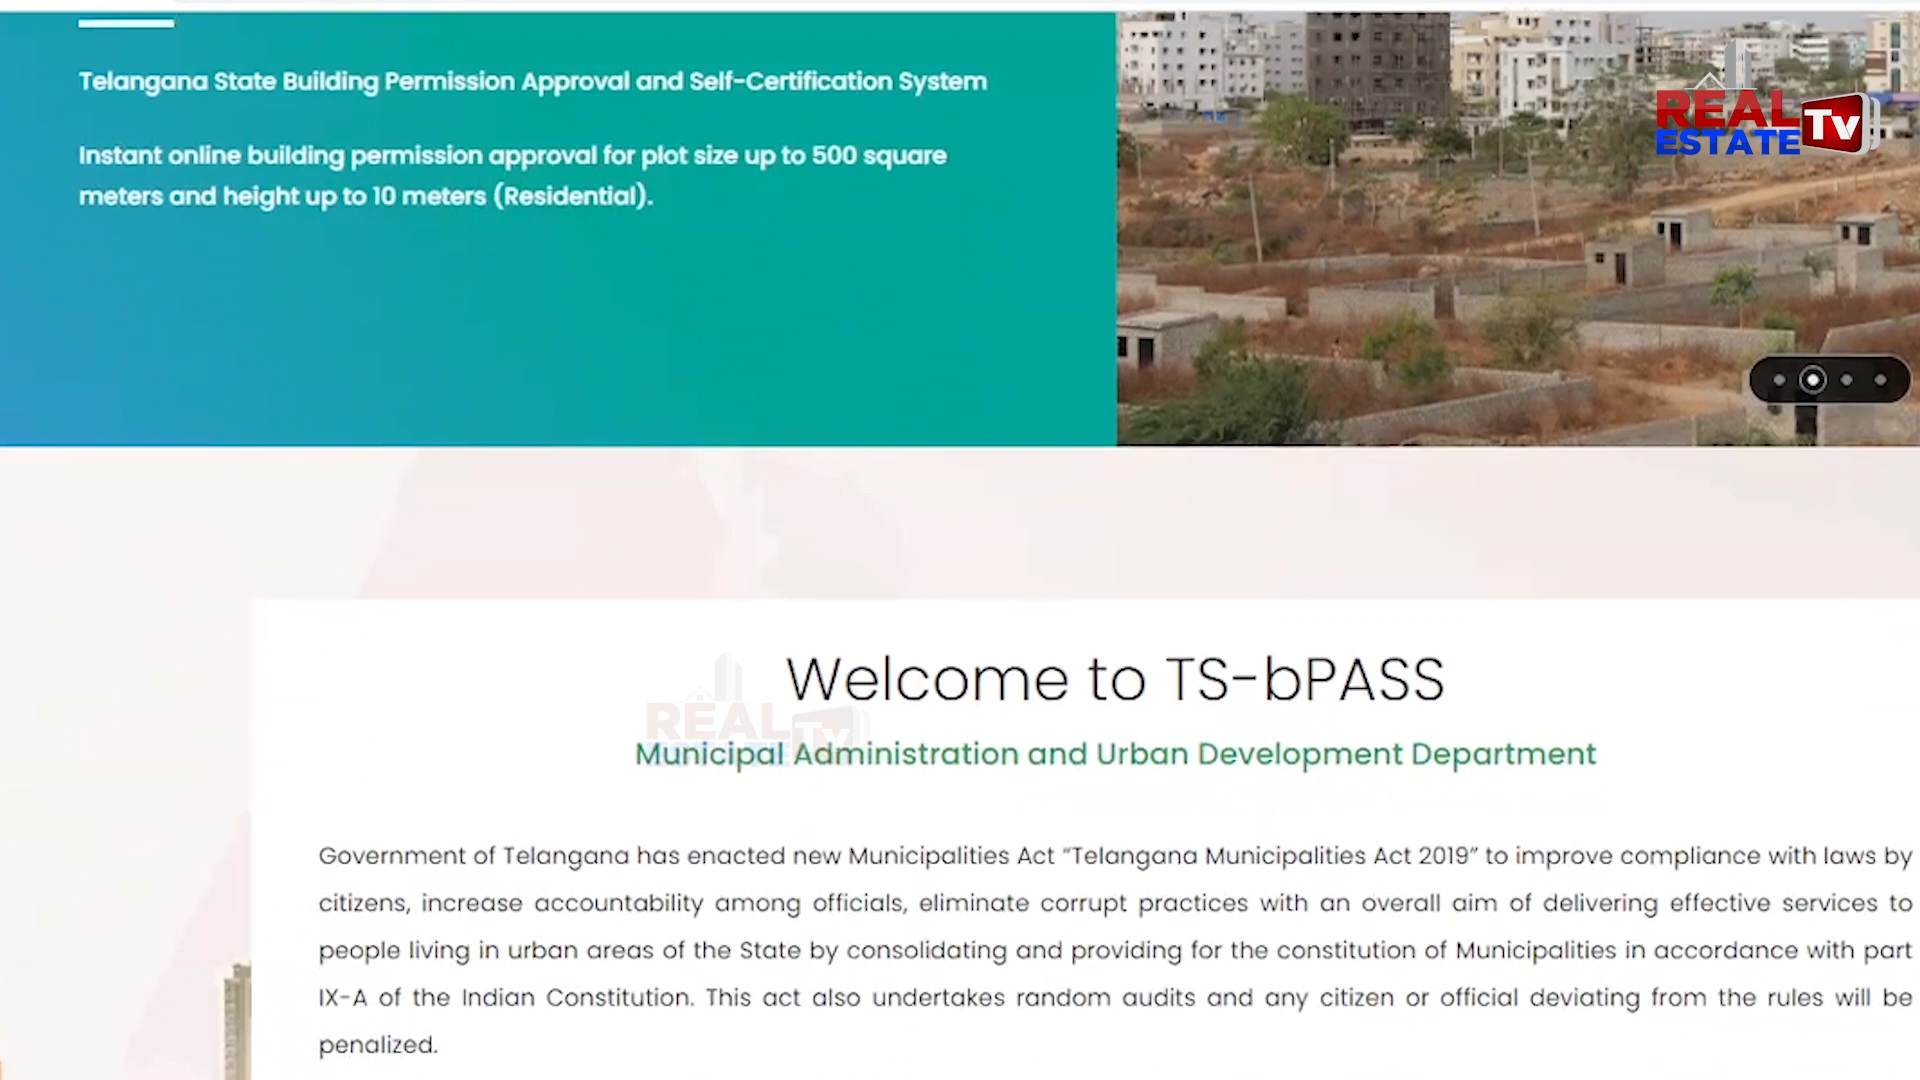 Telangana State Building Permission Approval and Self-Certification System
Instant online building permission approval for plot size up to 500 square
meters and height up to 10 meters (Residential).
REAL
ESTATE
TV
Welcome to TS-bPASS
REAL
TV
Municipal Administration and Urban Development Department
Government of Telangana has enacted new Municipalities Act “Telangana Municipalities Act 2019” to improve compliance with laws by
citizens, increase accountability among officials, eliminate corrupt practices with an overall aim of delivering effective services to
people living in urban areas of the State by consolidating and providing for the constitution of Municipalities in accordance with part
IX-A of the Indian Constitution. This act also undertakes random audits and any citizen or official deviating from the rules will be
penalized.